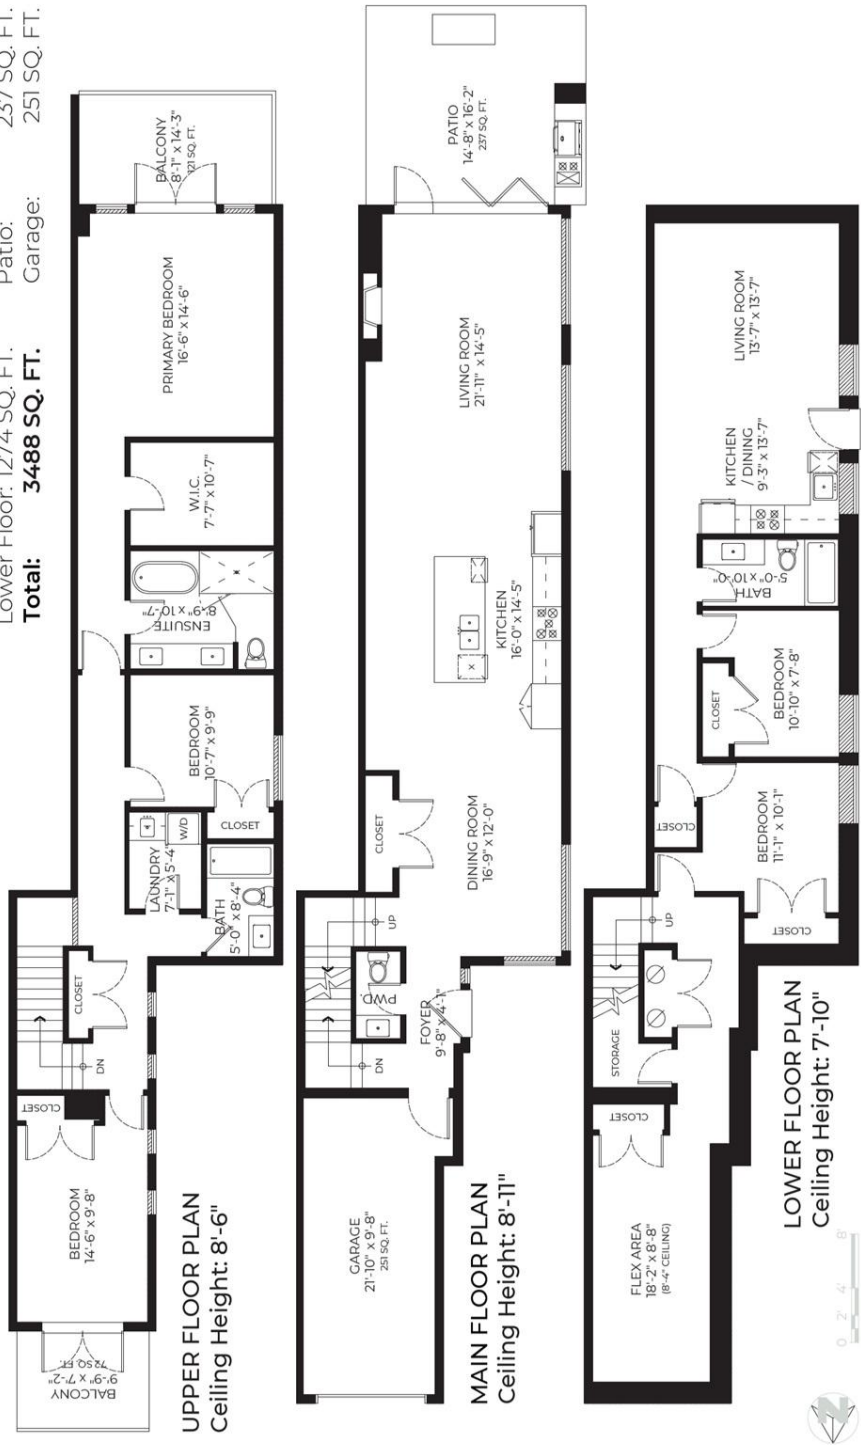 Lower Floor: 1274 SQ. FT.
Total: 3488 SQ. FT.
Patio: 237 SQ. FT.
Garage: 251 SQ. FT.
BALCONY
9'-9" x 7'-2"
72 SQ. FT.
BEDROOM
14'-6" x 9'-8"
CLOSET
DN
CLOSET
BATH
5'-0" x 8'-4"
LAUNDRY
7'-1" x 5'-4"
W/D
CLOSET
BEDROOM
10'-7" x 9'-9"
ENSUITE
8'-9" x 10'-7"
W.I.C.
7'-7" x 10'-7"
PRIMARY BEDROOM
16'-6" x 14'-6"
BALCONY
8'-1" x 14'-3"
121 SQ. FT.
UPPER FLOOR PLAN
Ceiling Height: 8'-6"
GARAGE
21'-10" x 9'-8"
251 SQ. FT.
DN
PWD.
UP
FOYER
9'-8" x 4'-1"
CLOSET
DINING ROOM
16'-9" x 12'-0"
KITCHEN
16'-0" x 14'-5"
X
LIVING ROOM
21'-11" x 14'-5"
PATIO
14'-8" x 16'-2"
237 SQ. FT.
MAIN FLOOR PLAN
Ceiling Height: 8'-11"
FLEX AREA
18'-2" x 8'-8"
(8'-4" CEILING)
CLOSET
STORAGE
UP
CLOSET
BEDROOM
11'-1" x 10'-1"
CLOSET
CLOSET
BEDROOM
10'-10" x 7'-8"
BATH
5'-0" x 10'-0"
KITCHEN
/ DINING
9'-3" x 13'-7"
LIVING ROOM
13'-7" x 13'-7"
LOWER FLOOR PLAN
Ceiling Height: 7'-10"
N
0 2' 4' 8'